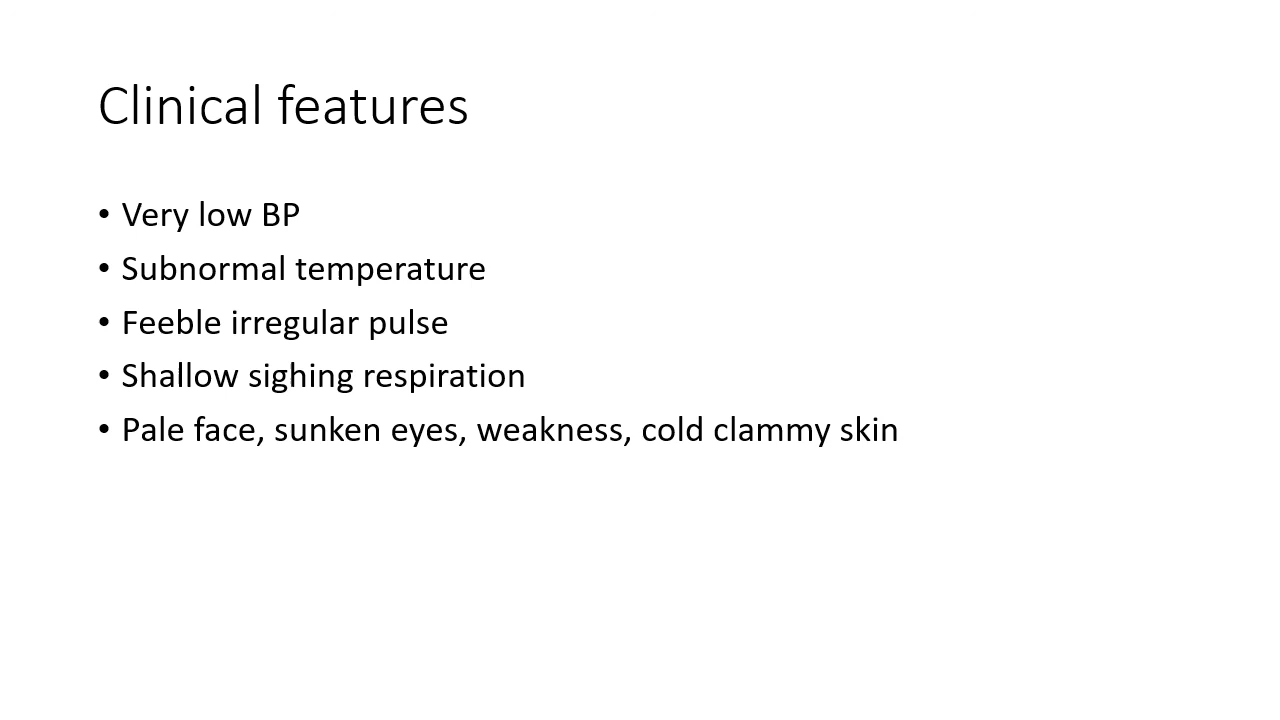 Clinical features
• Very low BP
• Subnormal temperature
• Feeble irregular pulse
• Shallow sighing respiration
• Pale face, sunken eyes, weakness, cold clammy skin